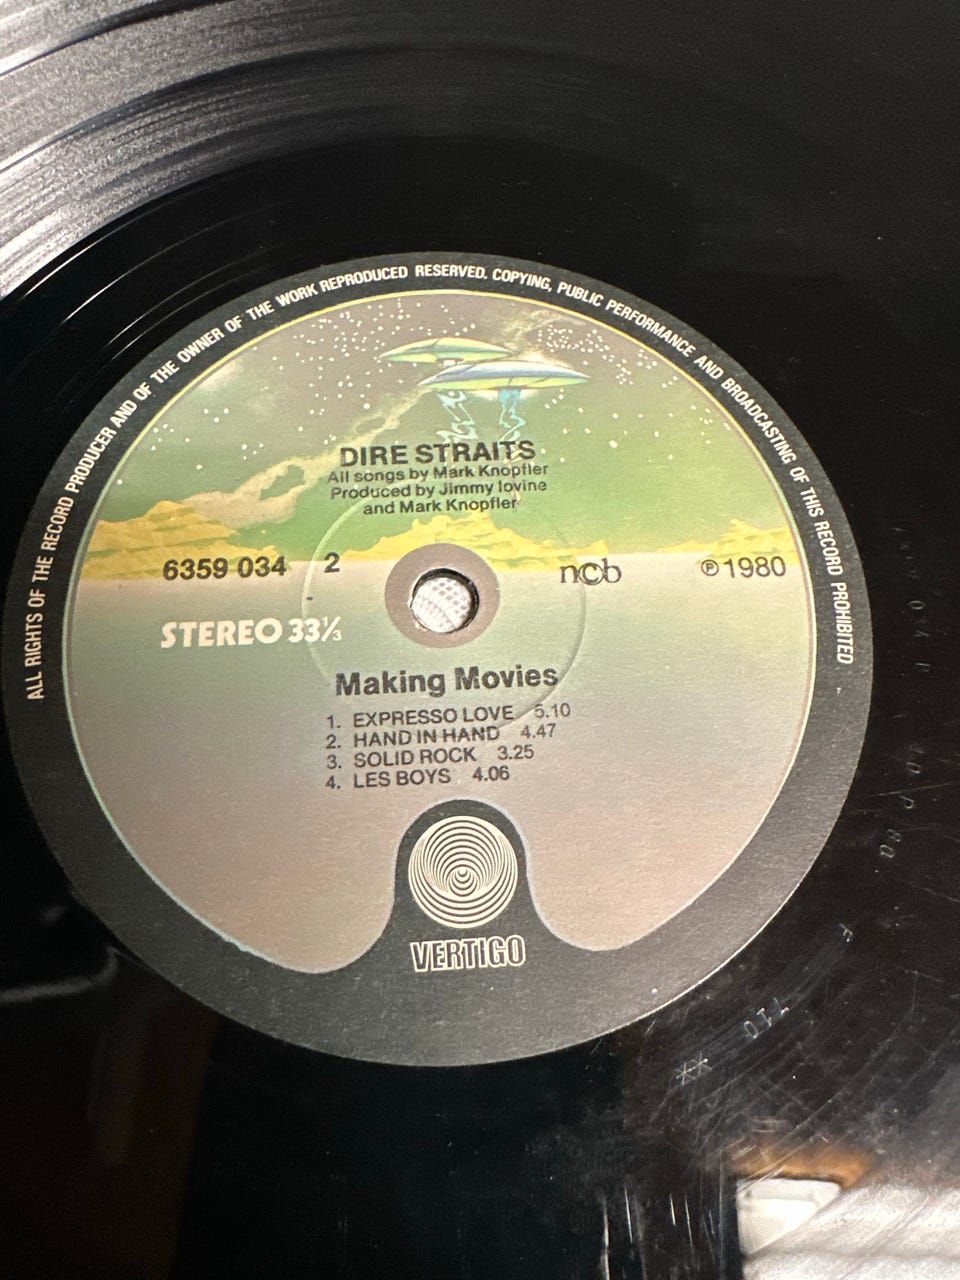 ALL RIGHTS OF THE RECORD PRODUCER AND OF THE OWNER OF THE WORK REPRODUCED RESERVED. COPYING, PUBLIC PERFORMANCE AND BROADCASTING OF THIS RECORD PROHIBITED
DIRE STRAITS
All songs by Mark Knopfler
Produced by Jimmy Iovine
and Mark Knopfler
6359 034 2 ncb ℗1980
STEREO 33⅓
Making Movies
1. EXPRESSO LOVE 5.10
2. HAND IN HAND 4.47
3. SOLID ROCK 3.25
4. LES BOYS 4.06
VERTIGO